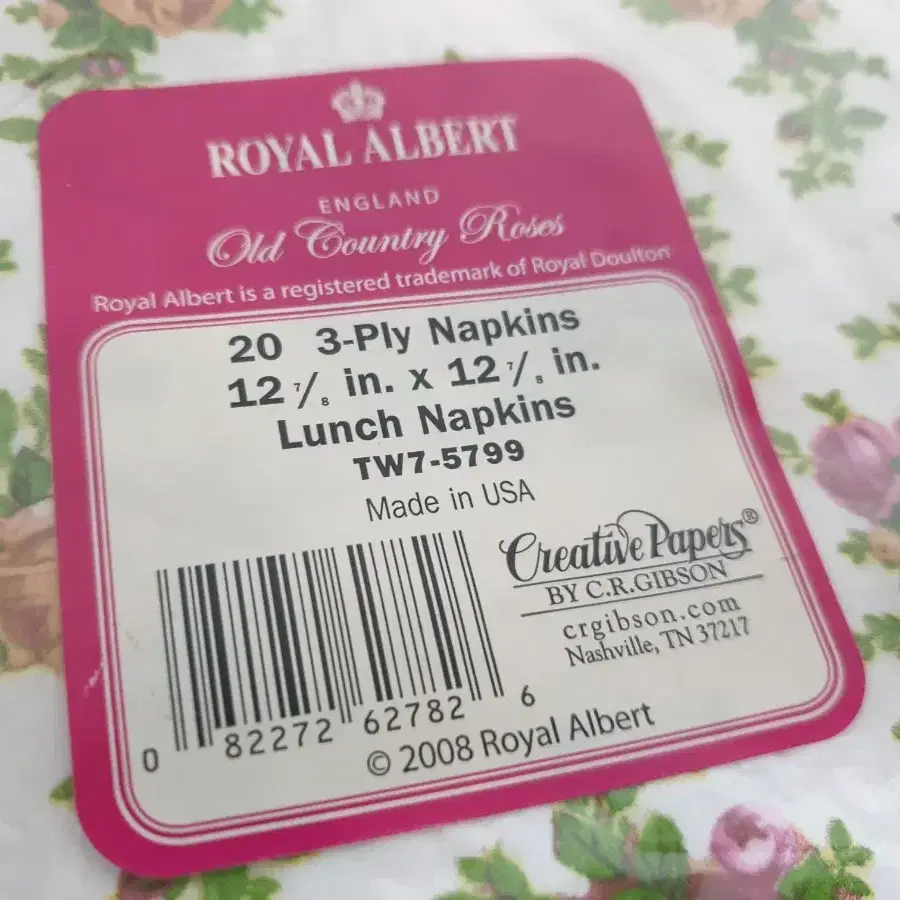 ROYAL ALBERT
ENGLAND
Old Country Roses
Royal Albert is a registered trademark of Royal Doulton
20 3-Ply Napkins
12 7/8 in. x 12 7/8 in.
Lunch Napkins
TW7-5799
Made in USA
Creative Papers®
BY C.R.GIBSON
crgibson.com
Nashville, TN 37217
0 82272 62782 6
© 2008 Royal Albert